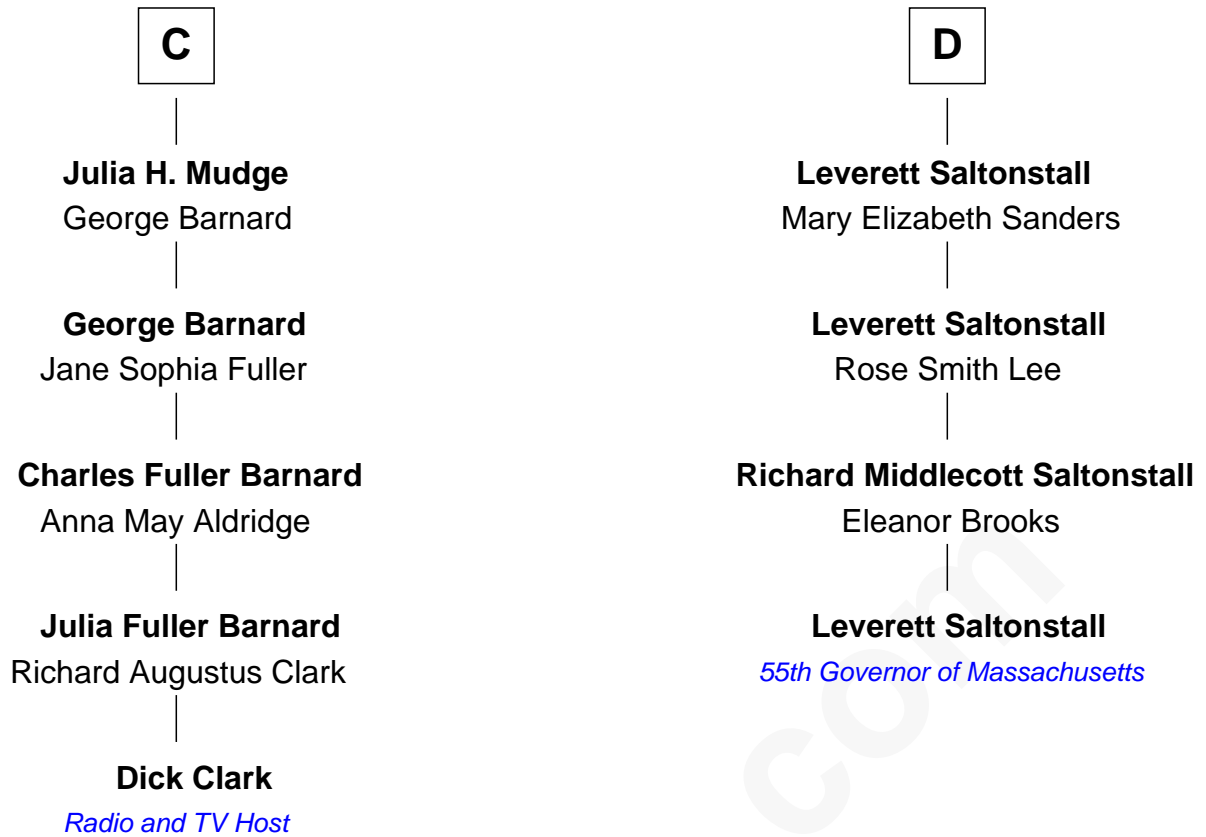 C
Julia H. Mudge
George Barnard
George Barnard
Jane Sophia Fuller
Charles Fuller Barnard
Anna May Aldridge
Julia Fuller Barnard
Richard Augustus Clark
Dick Clark
Radio and TV Host
D
Leverett Saltonstall
Mary Elizabeth Sanders
Leverett Saltonstall
Rose Smith Lee
Richard Middlecott Saltonstall
Eleanor Brooks
Leverett Saltonstall
55th Governor of Massachusetts
com